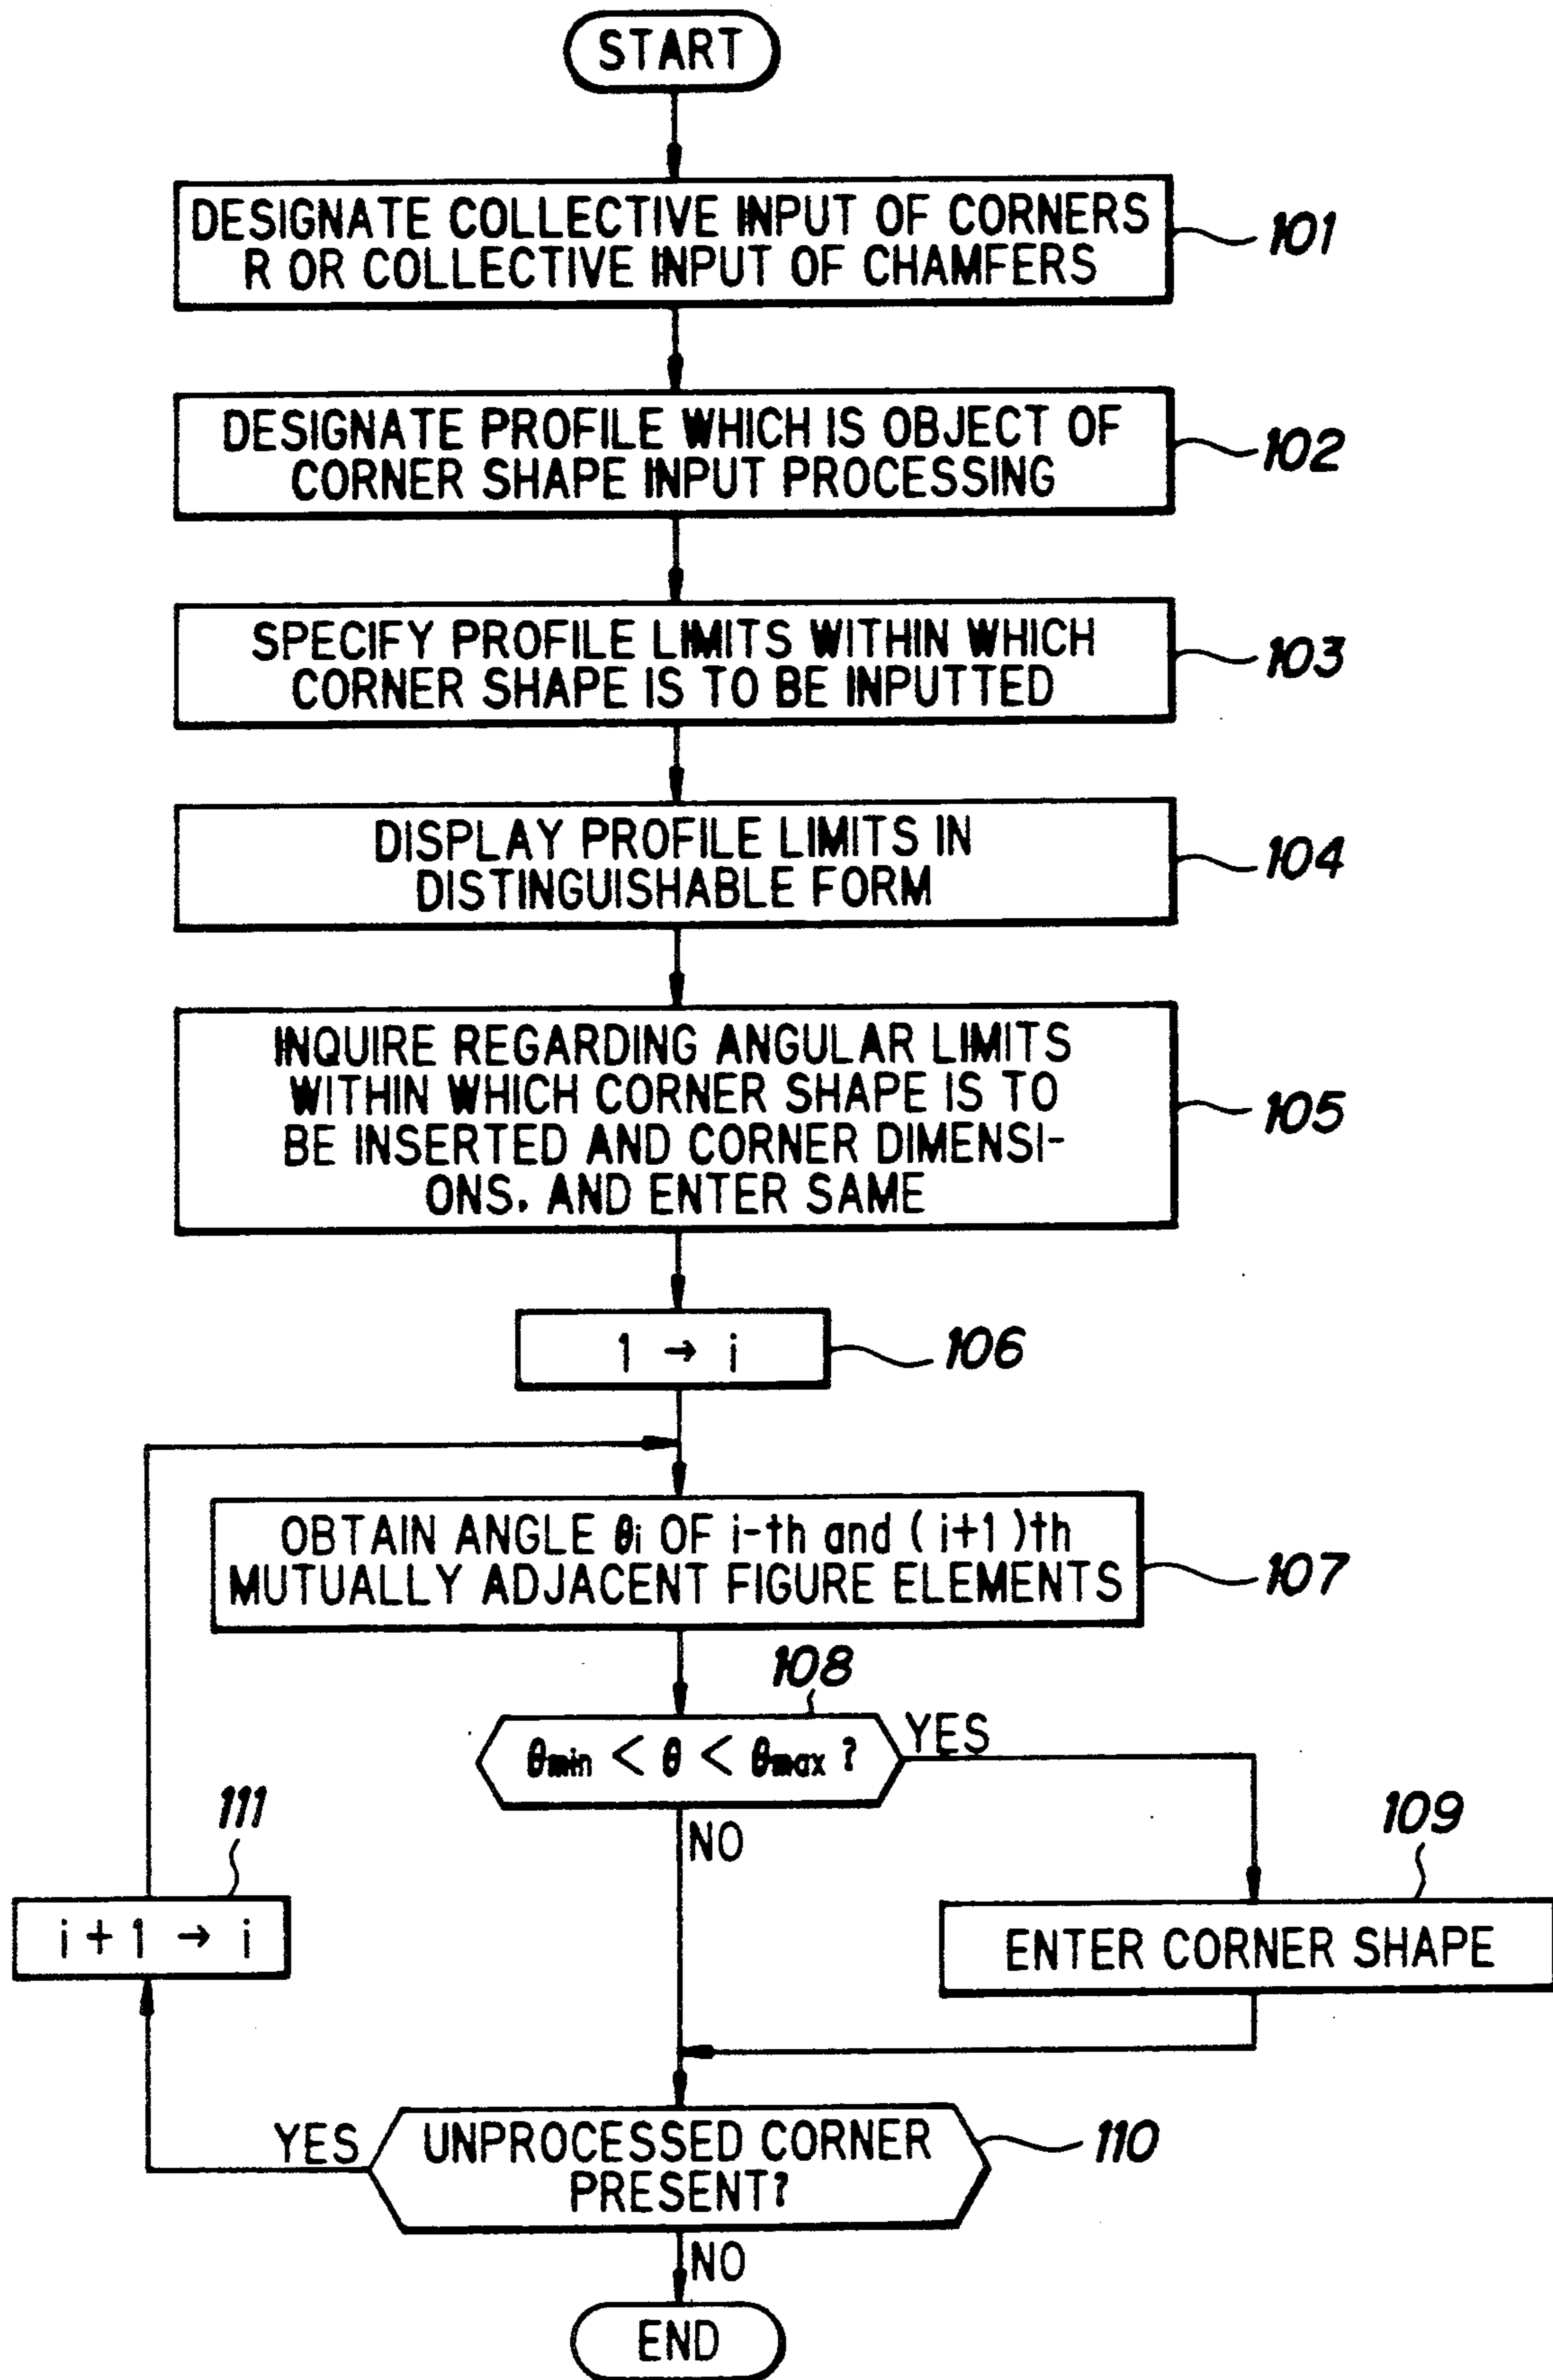 START
DESIGNATE COLLECTIVE INPUT OF CORNERS
R OR COLLECTIVE INPUT OF CHAMFERS
101
DESIGNATE PROFILE WHICH IS OBJECT OF
CORNER SHAPE INPUT PROCESSING
102
SPECIFY PROFILE LIMITS WITHIN WHICH
CORNER SHAPE IS TO BE INPUTTED
103
DISPLAY PROFILE LIMITS IN
DISTINGUISHABLE FORM
104
INQUIRE REGARDING ANGULAR LIMITS
WITHIN WHICH CORNER SHAPE IS TO
BE INSERTED AND CORNER DIMENSI-
ONS, AND ENTER SAME
105
1 → i
106
OBTAIN ANGLE θi OF i-th and (i+1)th
MUTUALLY ADJACENT FIGURE ELEMENTS
107
108
θmin < θ < θmax ?
YES
NO
111
i + 1 → i
109
ENTER CORNER SHAPE
YES
UNPROCESSED CORNER
PRESENT?
110
NO
END